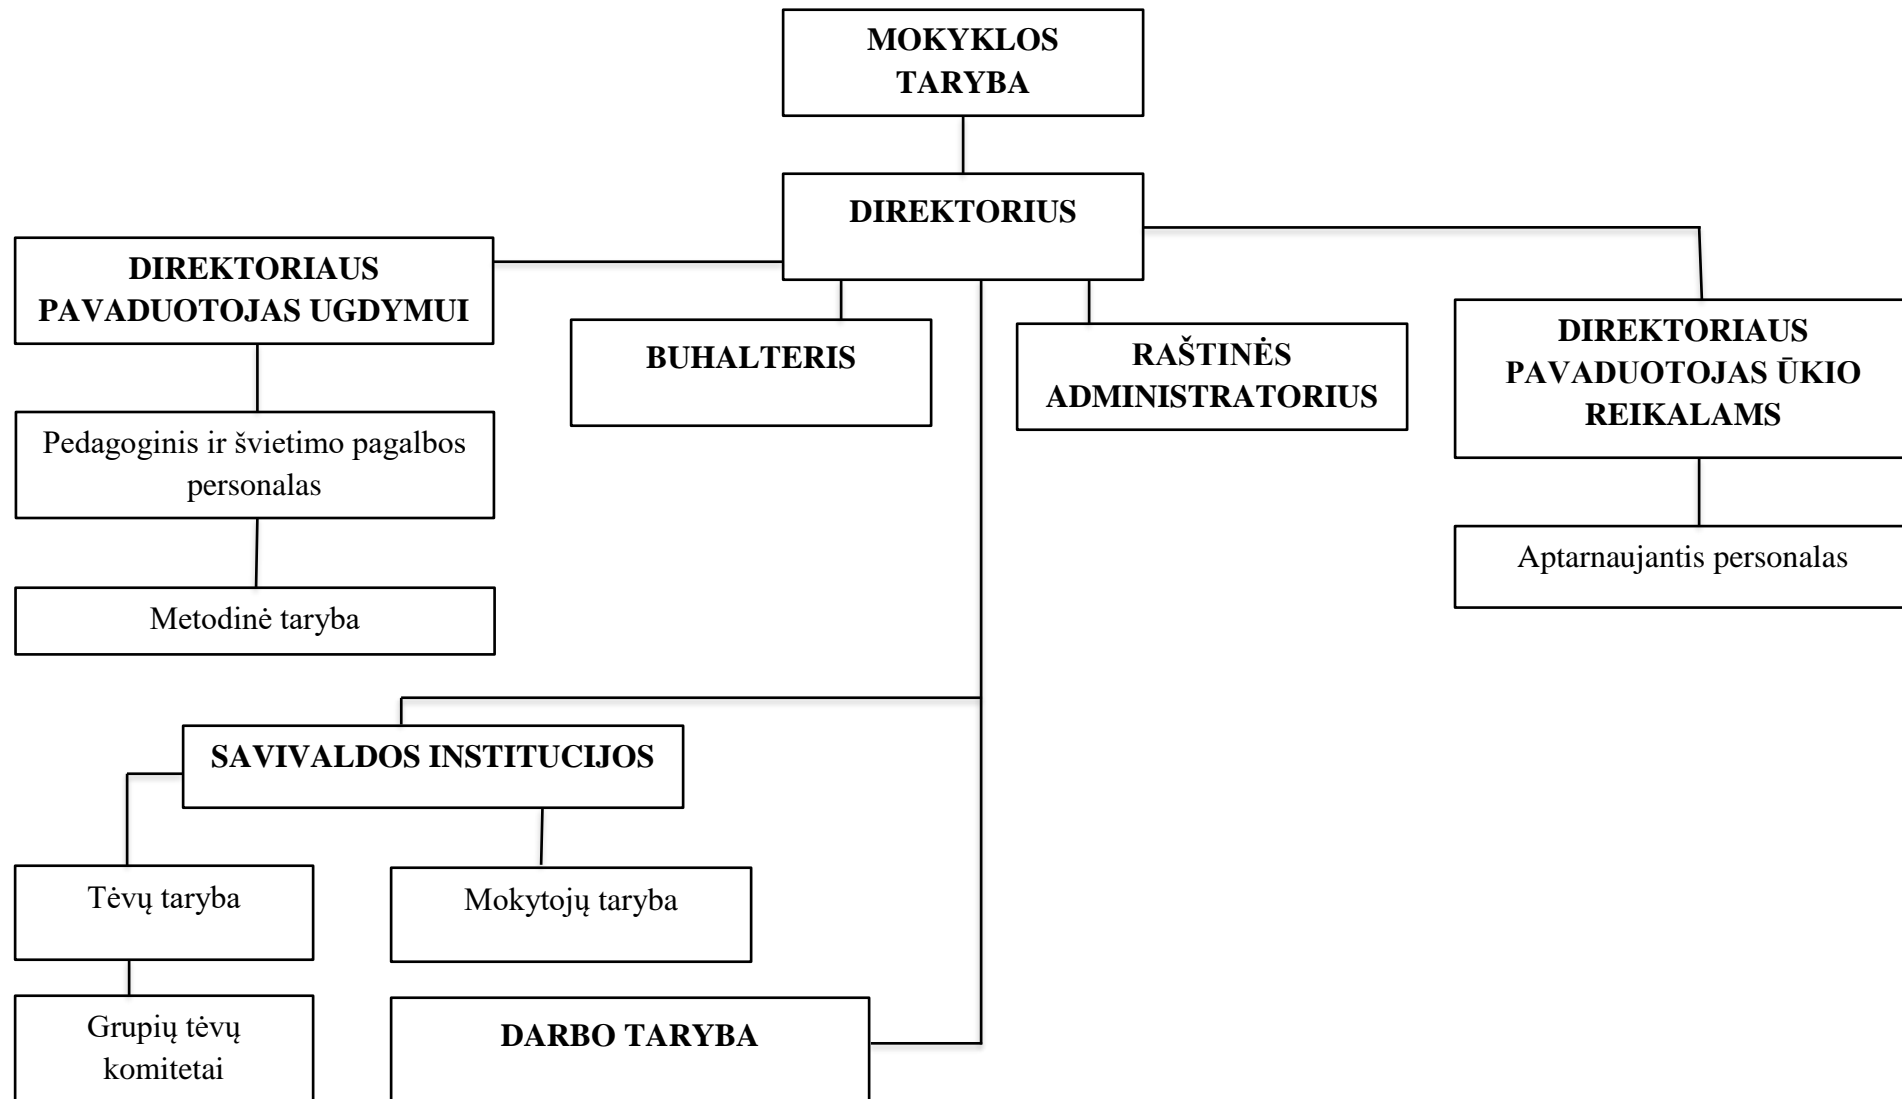 MOKYKLOS
TARYBA
DIREKTORIUS
DIREKTORIAUS
PAVADUOTOJAS UGDYMUI
BUHALTERIS
RAŠTINĖS
ADMINISTRATORIUS
DIREKTORIAUS
PAVADUOTOJAS ŪKIO
REIKALAMS
Pedagoginis ir švietimo pagalbos
personalas
Aptarnaujantis personalas
Metodinė taryba
SAVIVALDOS INSTITUCIJOS
Tėvų taryba
Mokytojų taryba
Grupių tėvų
komitetai
DARBO TARYBA